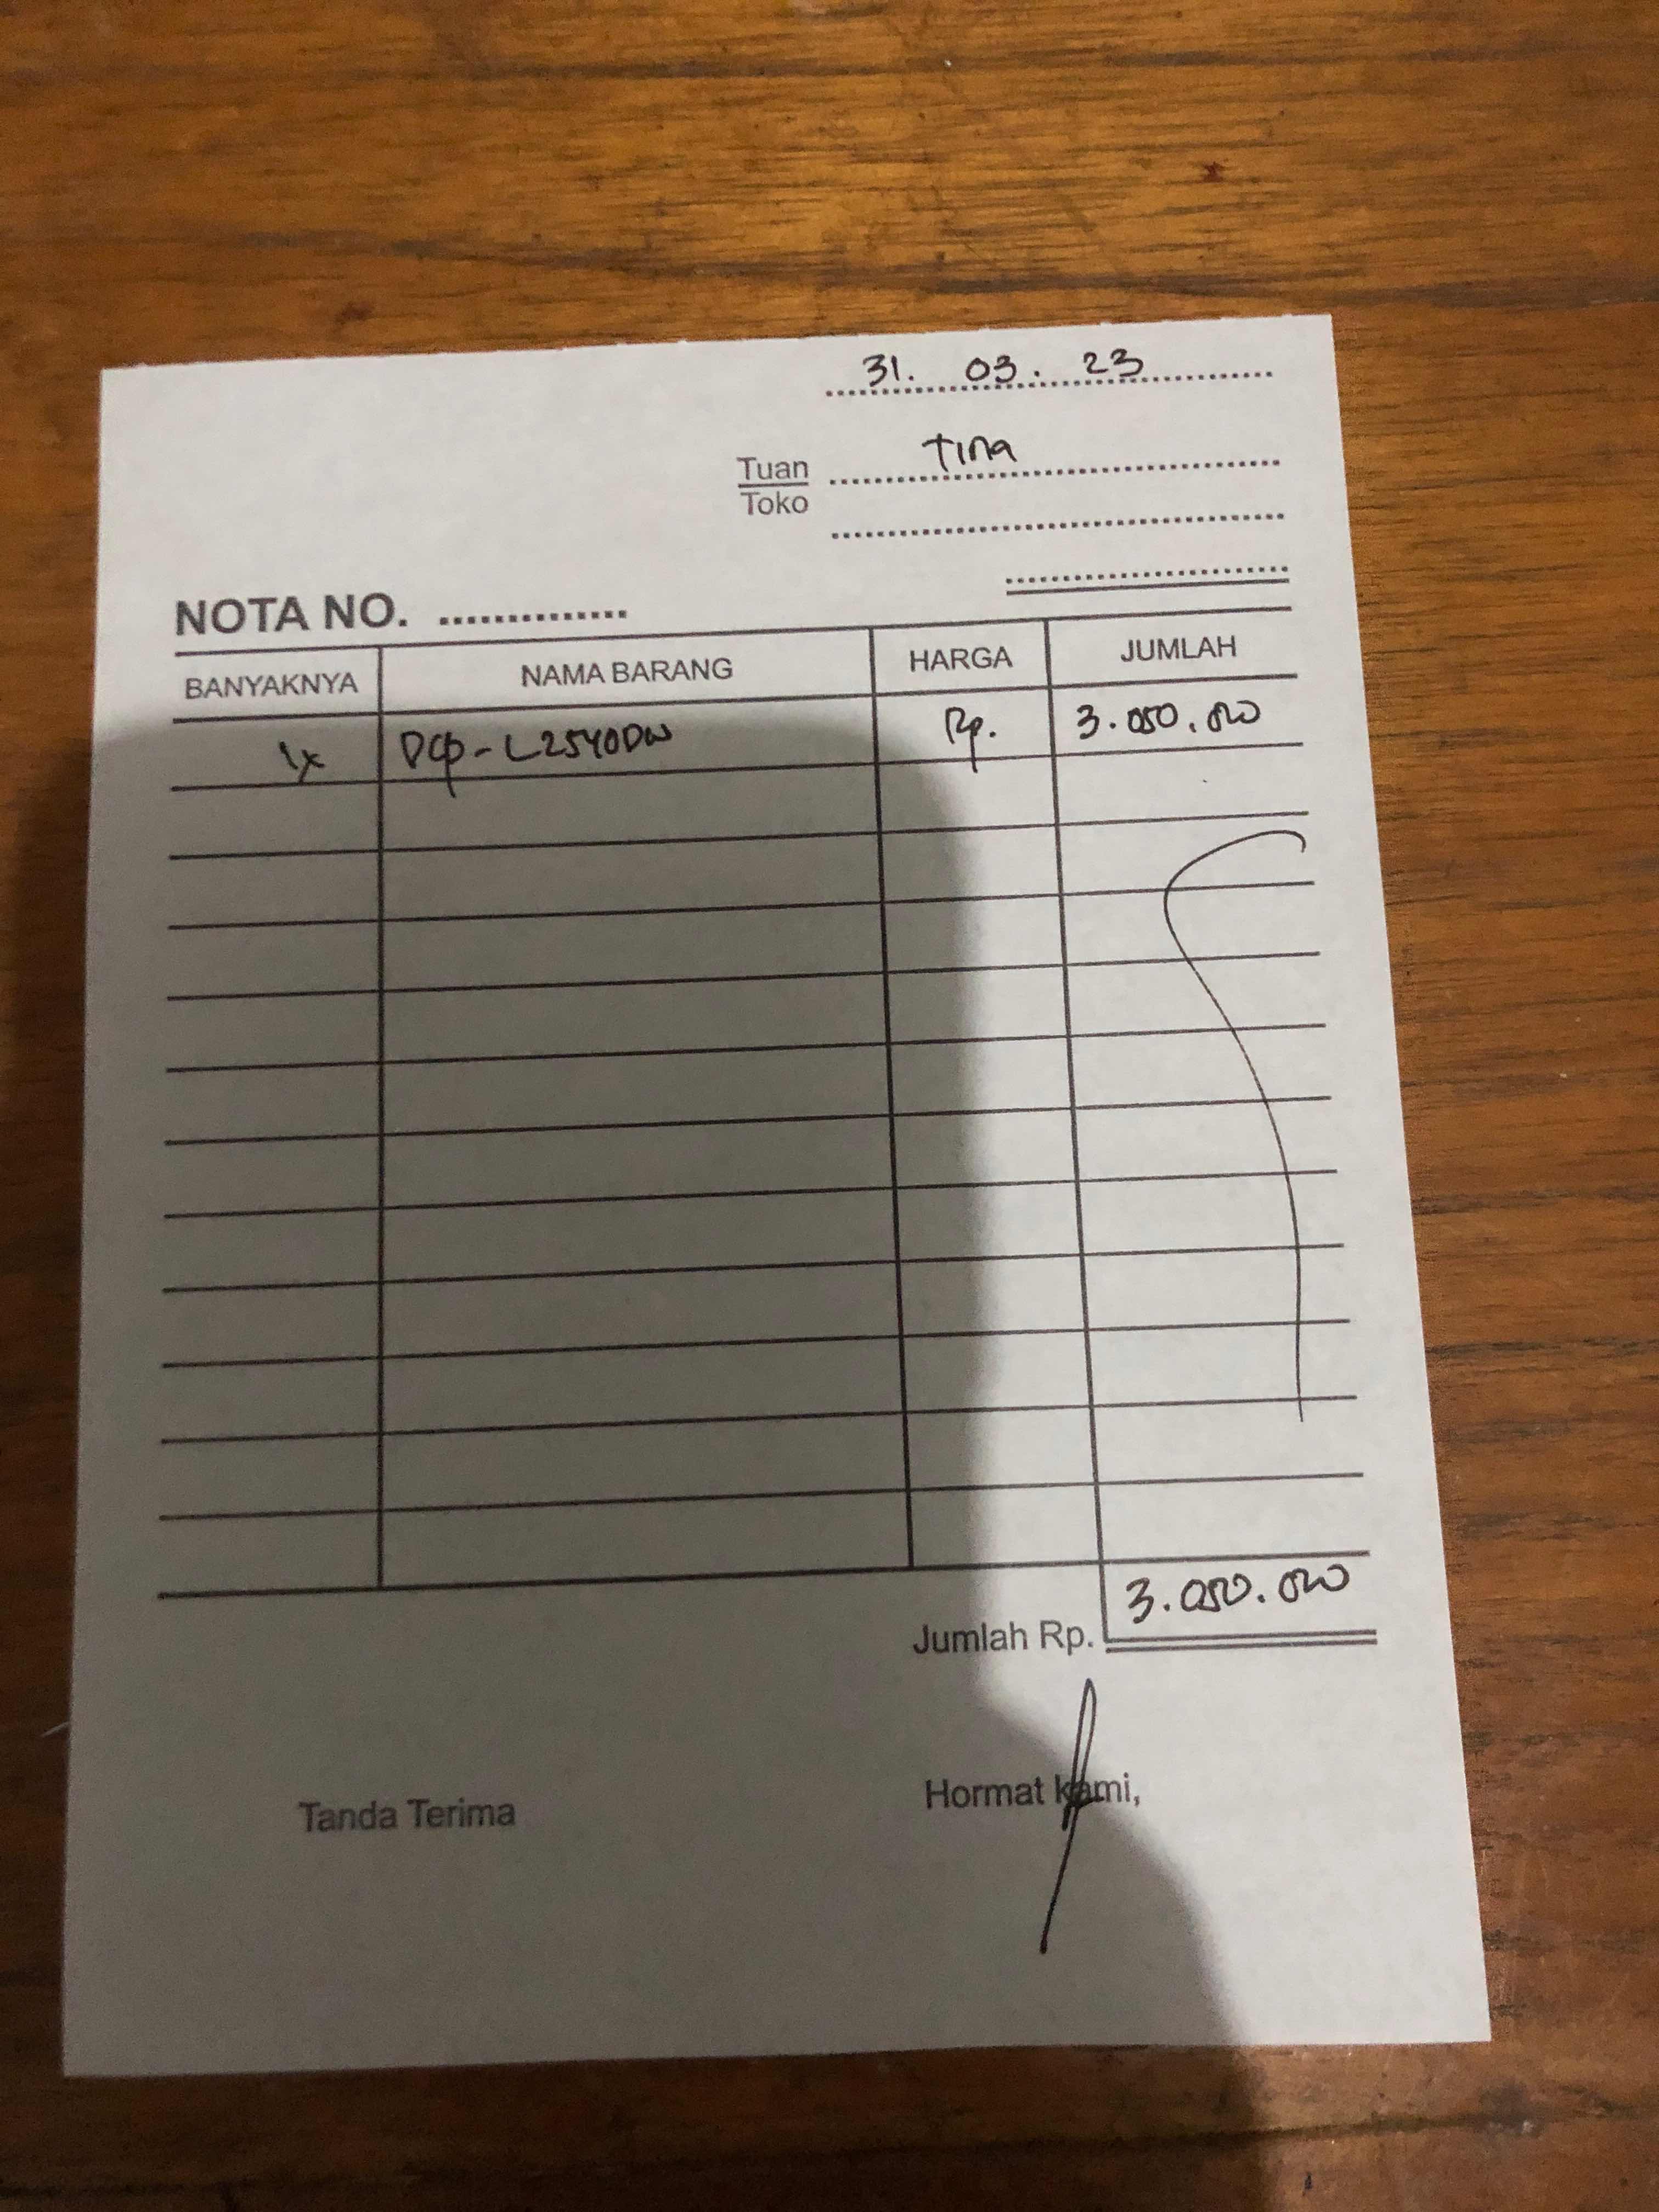 31. 03. 23
Tuan Tina
Toko
NOTA NO.
BANYAKNYA NAMA BARANG HARGA JUMLAH
1x DCP-L2540DW Rp. 3.050.000
Jumlah Rp. 3.050.000
Tanda Terima Hormat kami,